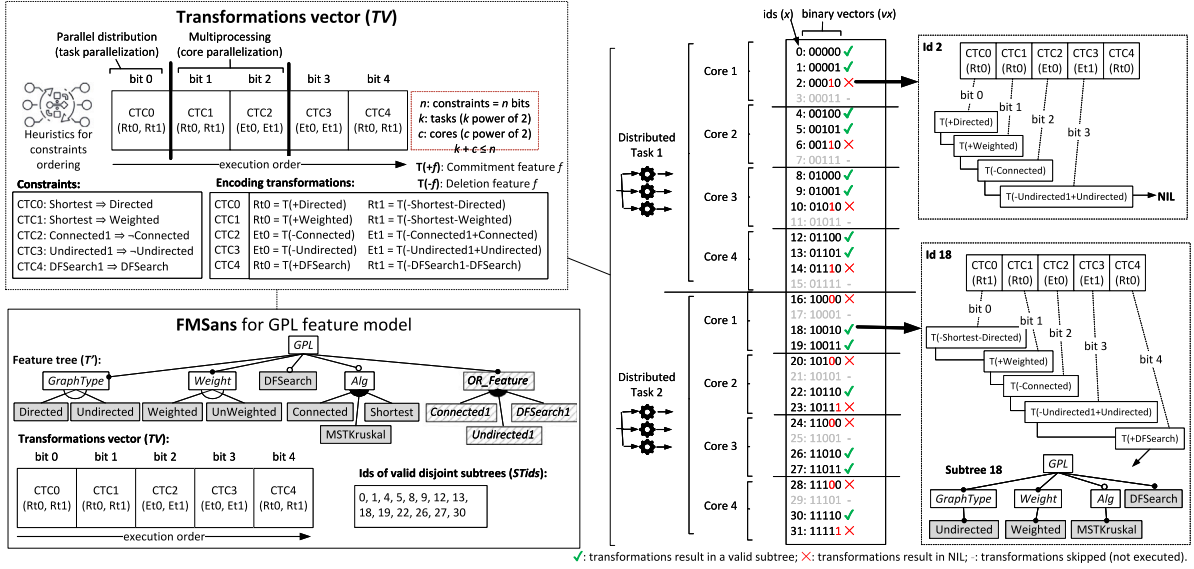 Transformations vector (TV)
Parallel distribution
(task parallelization)
Multiprocessing
(core parallelization)
bit 0 bit 1 bit 2 bit 3 bit 4
CTC0 CTC1 CTC2 CTC3 CTC4
(Rt0, Rt1) (Rt0, Rt1) (Et0, Et1) (Et0, Et1) (Rt0, Rt1)
Heuristics for
constraints
ordering
execution order
n: constraints = n bits
k: tasks (k power of 2)
c: cores (c power of 2)
k + c ≤ n
T(+f): Commitment feature f
T(-f): Deletion feature f
Constraints:
CTC0: Shortest ⇒ Directed
CTC1: Shortest ⇒ Weighted
CTC2: Connected1 ⇒ ¬Connected
CTC3: Undirected1 ⇒ ¬Undirected
CTC4: DFSearch1 ⇒ DFSearch
Encoding transformations:
CTC0 Rt0 = T(+Directed) Rt1 = T(-Shortest-Directed)
CTC1 Rt0 = T(+Weighted) Rt1 = T(-Shortest-Weighted)
CTC2 Et0 = T(-Connected) Et1 = T(-Connected1+Connected)
CTC3 Et0 = T(-Undirected) Et1 = T(-Undirected1+Undirected)
CTC4 Rt0 = T(+DFSearch) Rt1 = T(-DFSearch1-DFSearch)
FMSans for GPL feature model
Feature tree (T'):
GPL
GraphType Weight DFSearch Alg OR_Feature
Directed Undirected Weighted UnWeighted Connected Shortest Connected1 DFSearch1
MSTKruskal Undirected1
Transformations vector (TV):
bit 0 bit 1 bit 2 bit 3 bit 4
CTC0 CTC1 CTC2 CTC3 CTC4
(Rt0, Rt1) (Rt0, Rt1) (Et0, Et1) (Et0, Et1) (Rt0, Rt1)
execution order
Ids of valid disjoint subtrees (STids):
0, 1, 4, 5, 8, 9, 12, 13,
18, 19, 22, 26, 27, 30
ids (x) binary vectors (vx)
Distributed
Task 1
Core 1
0: 00000 ✓
1: 00001 ✓
2: 00010 ✕
3: 00011 -
Core 2
4: 00100 ✓
5: 00101 ✓
6: 00110 ✕
7: 00111 -
Core 3
8: 01000 ✓
9: 01001 ✓
10: 01010 ✕
11: 01011 -
Core 4
12: 01100 ✓
13: 01101 ✓
14: 01110 ✕
15: 01111 -
Distributed
Task 2
Core 1
16: 10000 ✕
17: 10001 -
18: 10010 ✓
19: 10011 ✓
Core 2
20: 10100 ✕
21: 10101 -
22: 10110 ✓
23: 10111 ✕
Core 3
24: 11000 ✕
25: 11001 -
26: 11010 ✓
27: 11011 ✓
Core 4
28: 11100 ✕
29: 11101 -
30: 11110 ✓
31: 11111 ✕
Id 2
CTC0 CTC1 CTC2 CTC3 CTC4
(Rt0) (Rt0) (Et0) (Et1) (Rt0)
bit 0
bit 1
bit 2
bit 3
T(+Directed)
T(+Weighted)
T(-Connected)
T(-Undirected1+Undirected)
NIL
Id 18
CTC0 CTC1 CTC2 CTC3 CTC4
(Rt1) (Rt0) (Et0) (Et1) (Rt0)
bit 0
bit 1
bit 2
bit 3
bit 4
T(-Shortest-Directed)
T(+Weighted)
T(-Connected)
T(-Undirected1+Undirected)
T(+DFSearch)
Subtree 18
GPL
GraphType Weight Alg DFSearch
Undirected Weighted MSTKruskal
✓: transformations result in a valid subtree; ✕: transformations result in NIL; -: transformations skipped (not executed).